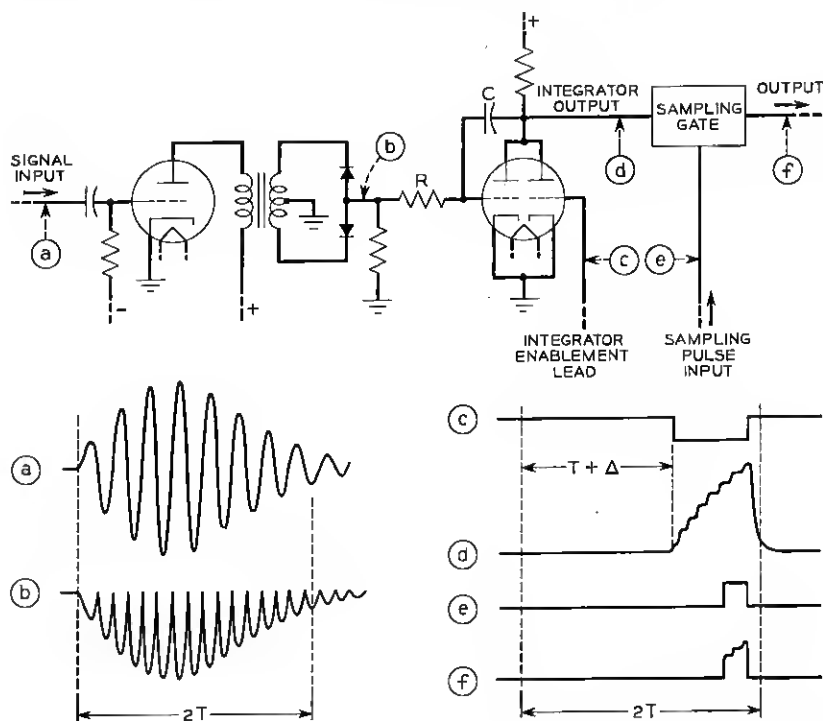 +
C
INTEGRATOR
OUTPUT
d
SAMPLING
GATE
OUTPUT
f
SIGNAL
INPUT
a
b
R
c
e
-
+
INTEGRATOR
ENABLEMENT
LEAD
SAMPLING
PULSE
INPUT
a
b
2T
c
T + Δ
d
e
f
2T